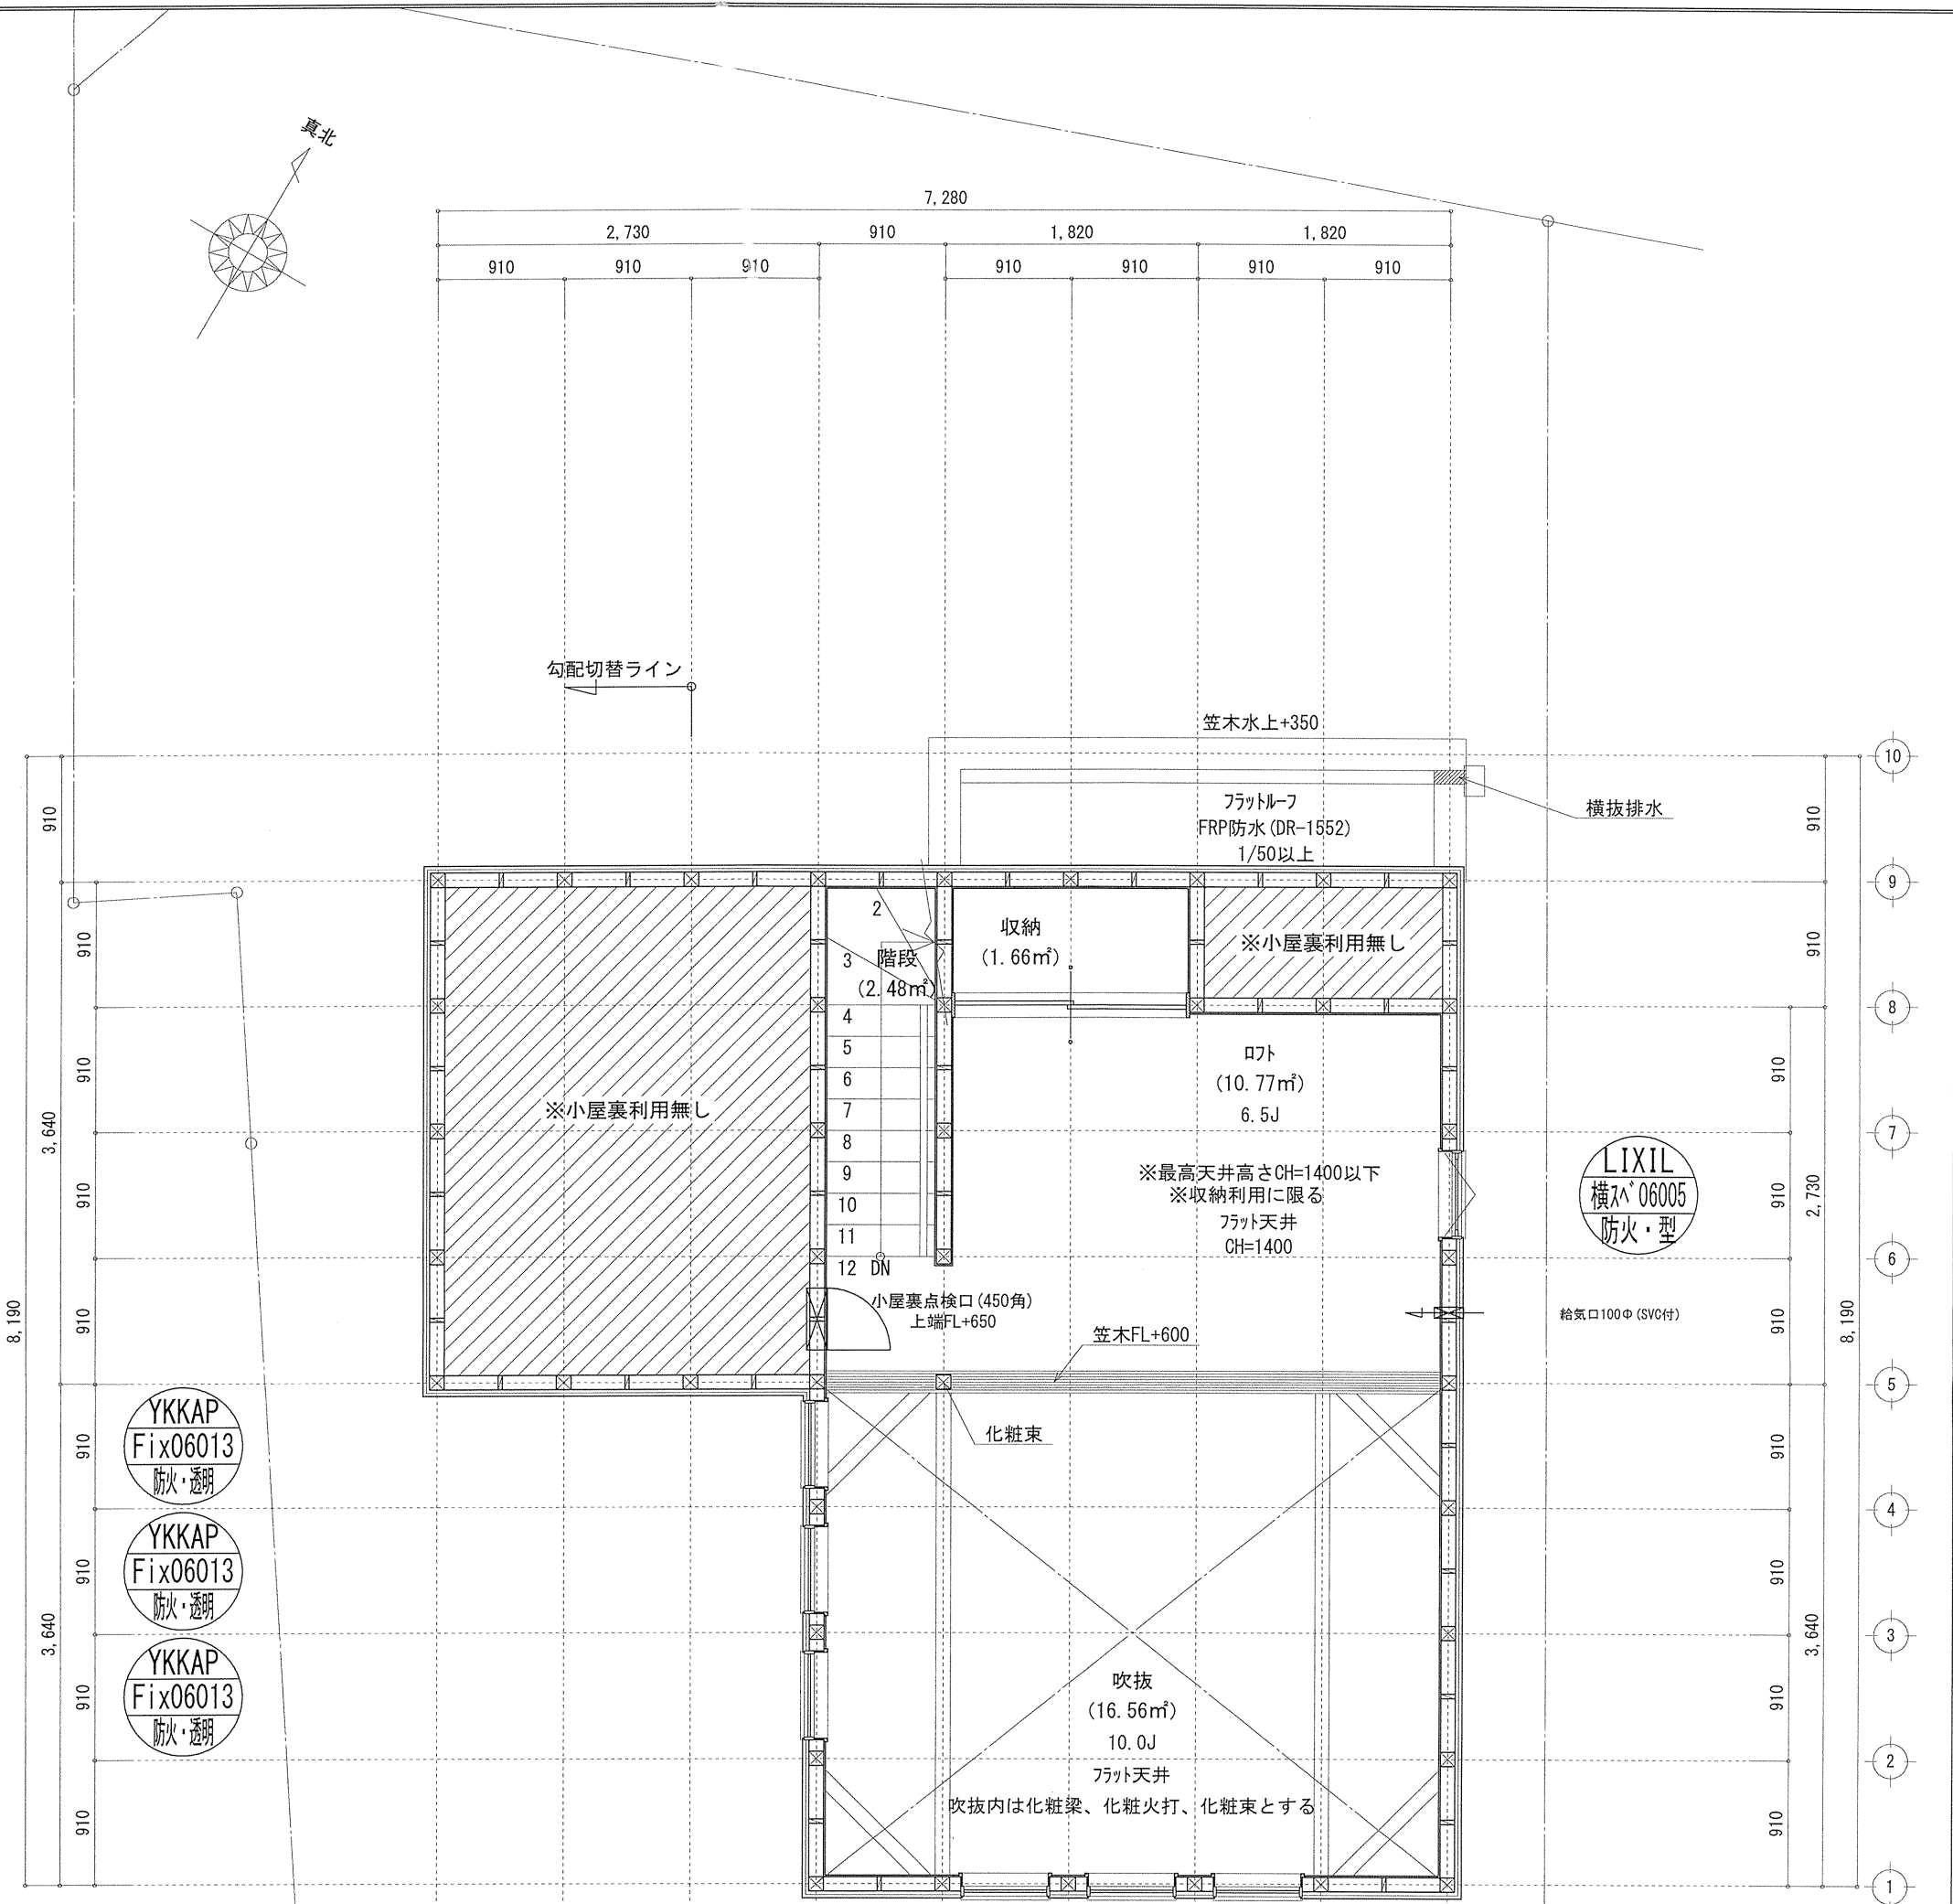 真北
7,280
2,730
910
1,820
1,820
910
910
910
910
910
910
910
勾配切替ライン
笠木水上+350
フラットルーフ
FRP防水(DR-1552)
1/50以上
横抜排水
8,190
910
3,640
3,640
910
910
910
910
910
910
910
910
2
3
階段
(2.48㎡)
4
5
6
7
8
9
10
11
12 DN
収納
(1.66㎡)
※小屋裏利用無し
※小屋裏利用無し
ロフト
(10.77㎡)
6.5J
※最高天井高さCH=1400以下
※収納利用に限る
フラット天井
CH=1400
小屋裏点検口(450角)
上端FL+650
笠木FL+600
化粧束
吹抜
(16.56㎡)
10.0J
フラット天井
吹抜内は化粧梁、化粧火打、化粧束とする
YKKAP
Fix06013
防火・透明
YKKAP
Fix06013
防火・透明
YKKAP
Fix06013
防火・透明
LIXIL
横スベ06005
防火・型
給気口100Φ(SVC付)
910
910
910
910
910
910
910
910
910
2,730
3,640
8,190
10
9
8
7
6
5
4
3
2
1